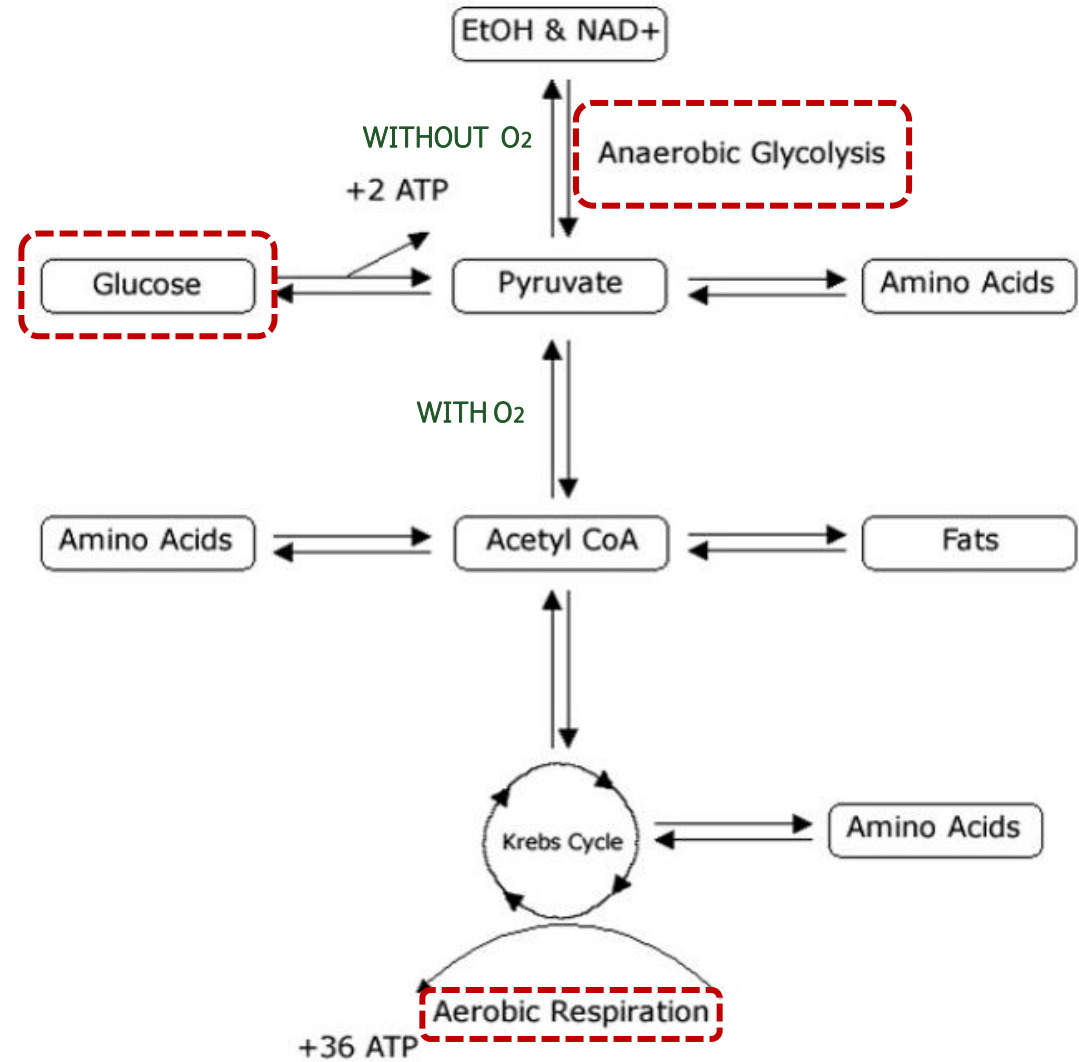 EtOH & NAD+
WITHOUT O2
Anaerobic Glycolysis
+2 ATP
Glucose
Pyruvate
Amino Acids
WITH O2
Amino Acids
Acetyl CoA
Fats
Krebs Cycle
Amino Acids
Aerobic Respiration
+36 ATP